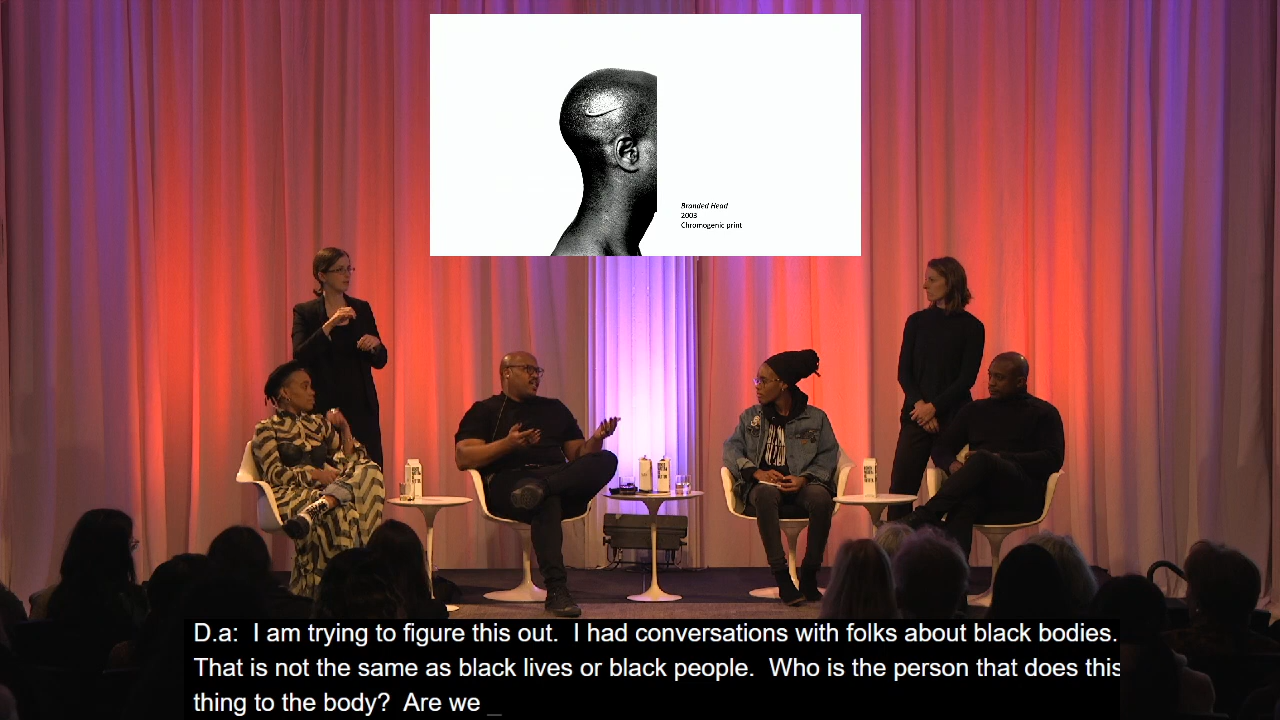 Branded Head
2003
Chromogenic print
D.a:  I am trying to figure this out.  I had conversations with folks about black bodies.
That is not the same as black lives or black people.  Who is the person that does this
thing to the body?  Are we _